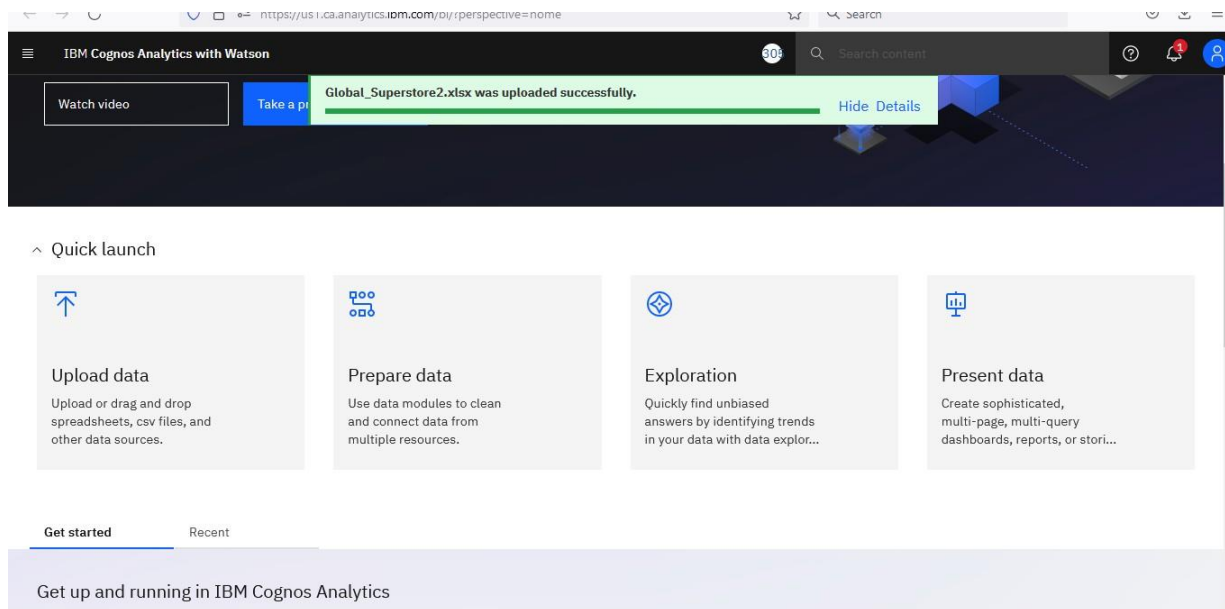 https://us1.ca.analytics.ibm.com/bi/?perspective=home
Search
IBM Cognos Analytics with Watson
305
Search content
1
Watch video
Take a pr
Global_Superstore2.xlsx was uploaded successfully.
Hide Details
Quick launch
Upload data
Upload or drag and drop
spreadsheets, csv files, and
other data sources.
Prepare data
Use data modules to clean
and connect data from
multiple resources.
Exploration
Quickly find unbiased
answers by identifying trends
in your data with data explor...
Present data
Create sophisticated,
multi-page, multi-query
dashboards, reports, or stori...
Get started
Recent
Get up and running in IBM Cognos Analytics